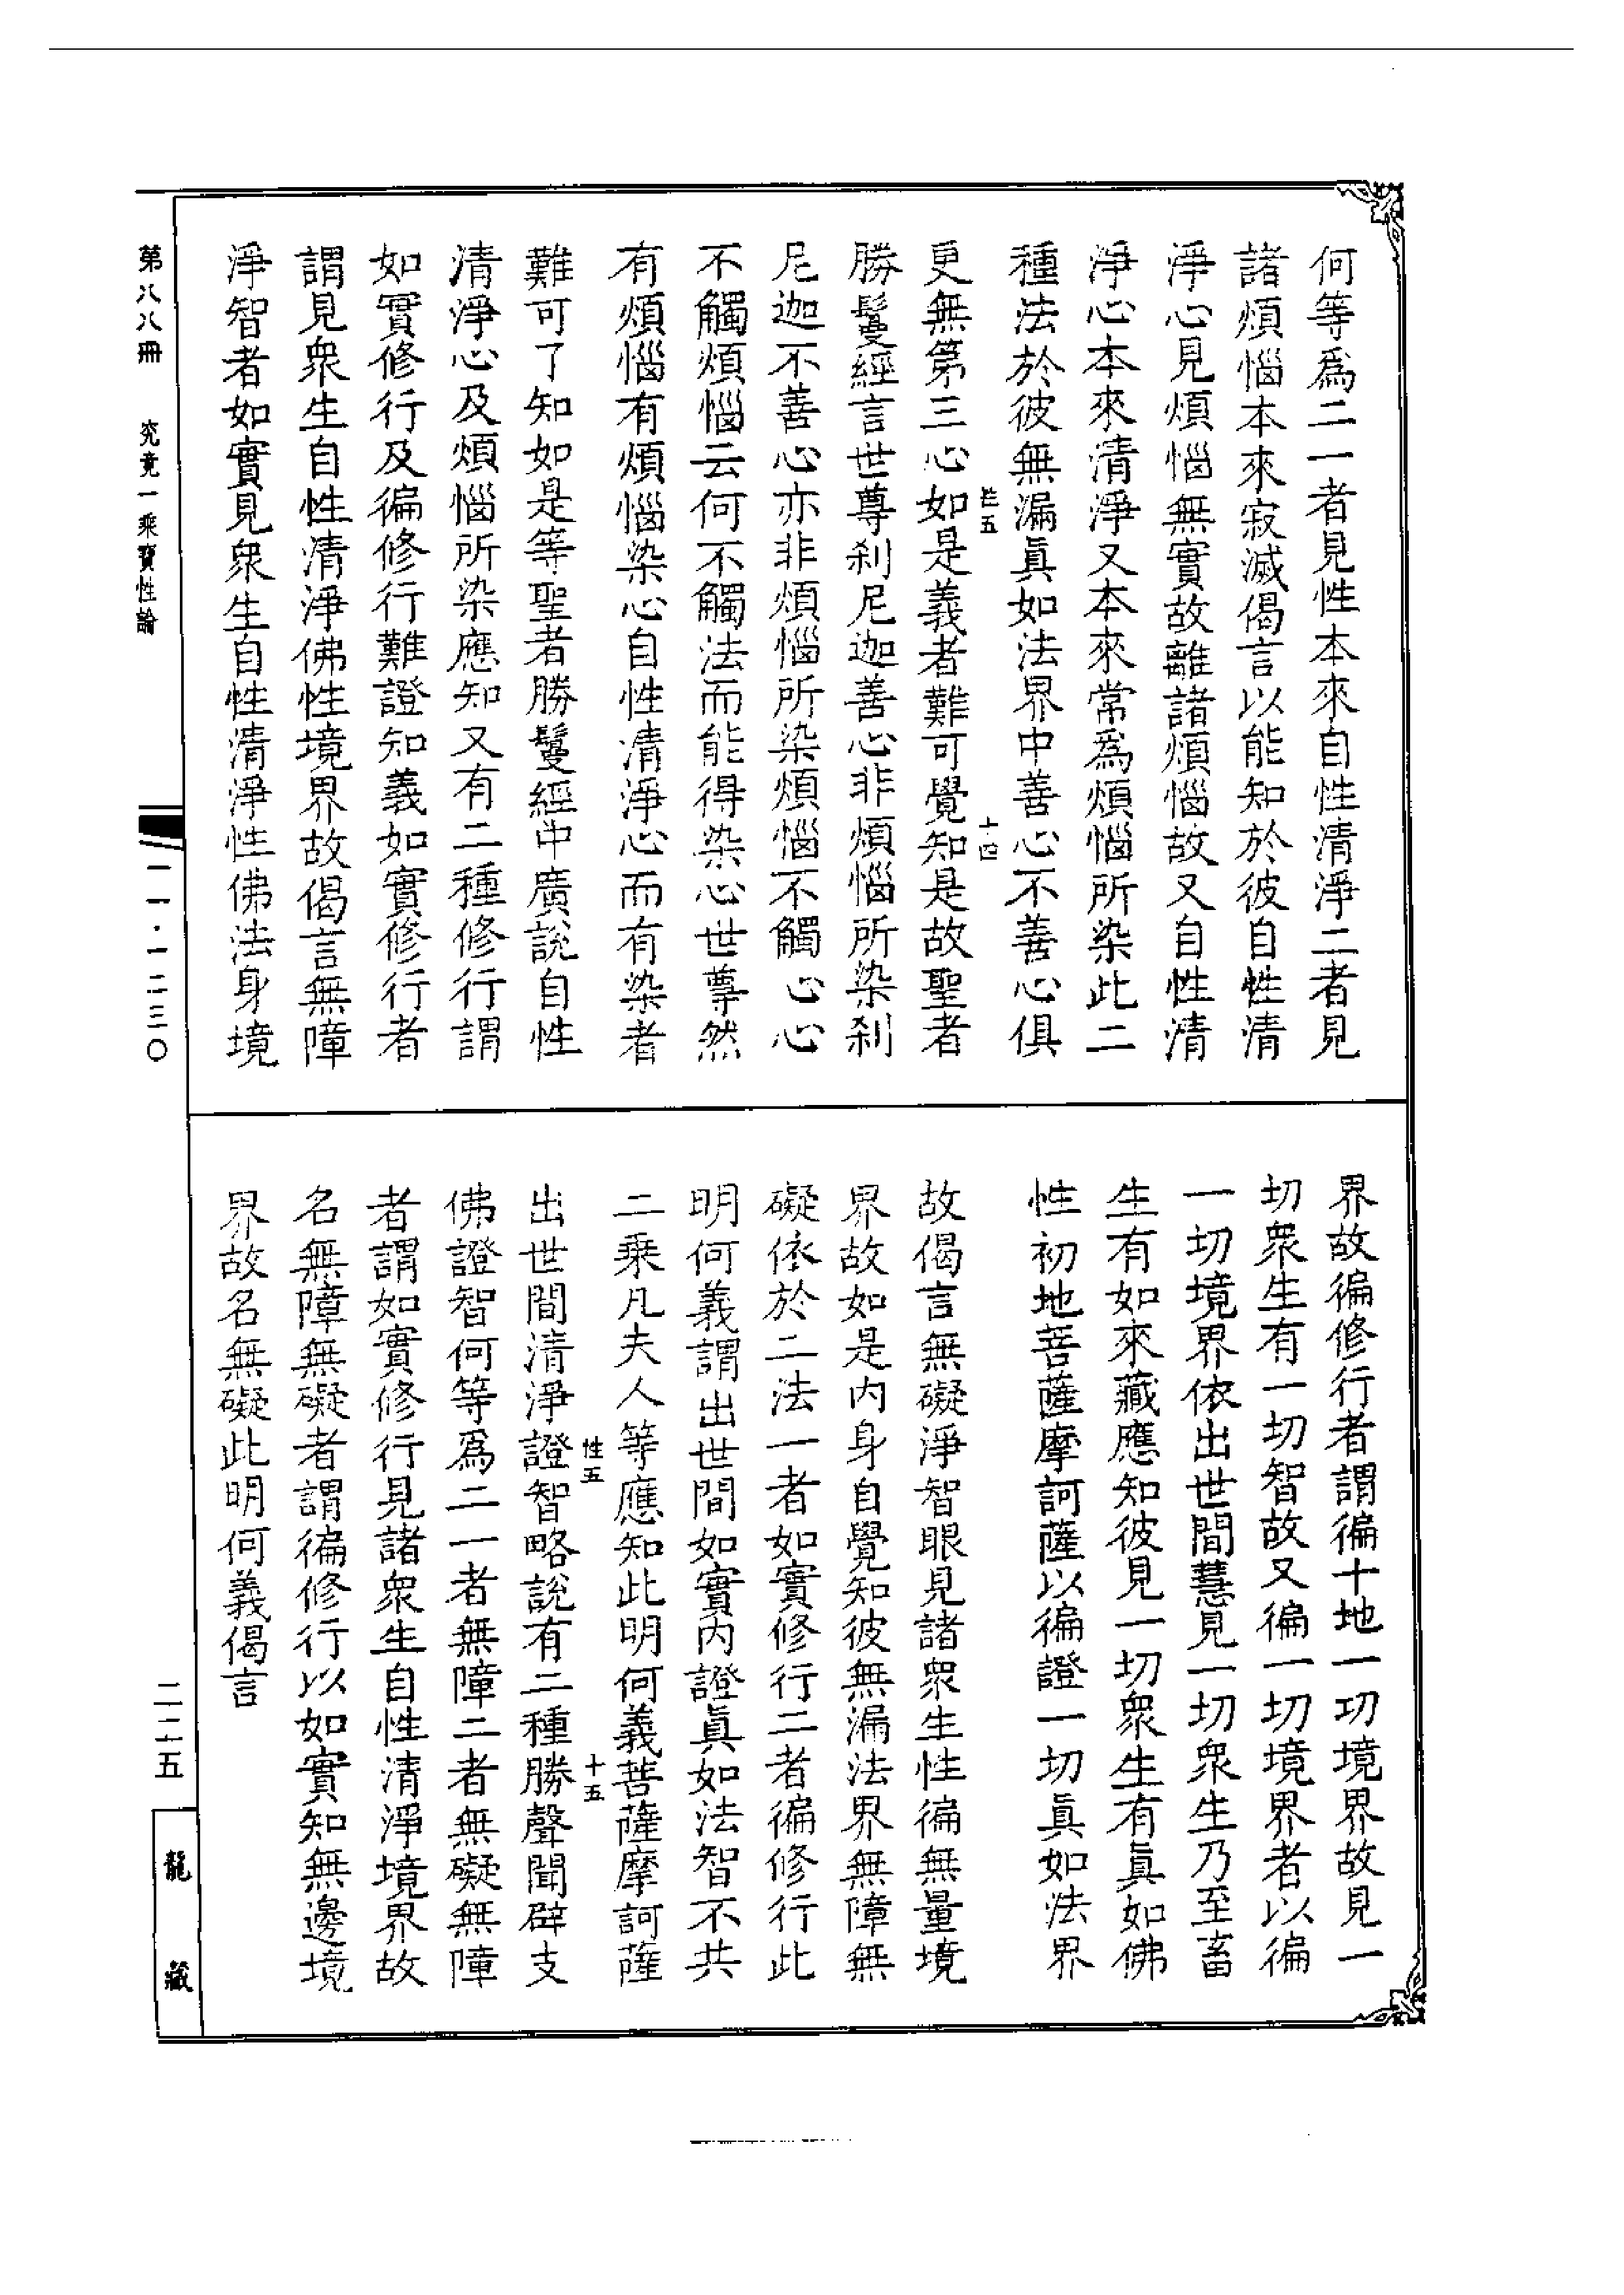 何等爲二一者見性本來自性清淨二者見
諸煩惱本來寂滅偈言以能知於彼自性清
淨心見煩惱無實故離諸煩惱故又自性清
淨心本來清淨又本來常爲煩惱所染此二
種法於彼無漏眞如法界中善心不善心俱
性五
十四
更無第三心如是義者難可覺知是故聖者
勝鬘經言世尊刹尼迦善心非煩惱所染刹
尼迦不善心亦非煩惱所染煩惱不觸心心
不觸煩惱云何不觸法而能得染心世尊然
有煩惱有煩惱染心自性清淨心而有染者
難可了知如是等聖者勝鬘經中廣說自性
清淨心及煩惱所染應知又有二種修行謂
如實修行及徧修行難證知義如實修行者
謂見衆生自性清淨佛性境界故偈言無障
淨智者如實見衆生自性清淨性佛法身境
界故徧修行者謂徧十地一切境界故見一
切衆生有一切智故又徧一切境界者以徧
一切境界依出世間慧見一切衆生乃至畜
生有如來藏應知彼見一切衆生有眞如佛
性初地菩薩摩訶薩以徧證一切眞如法界
故偈言無礙淨智眼見諸衆生性徧無量境
界故如是內身自覺知彼無漏法界無障無
礙依於二法一者如實修行二者徧修行此
明何義謂出世間如實內證眞如法智不共
二乘凡夫人等應知此明何義菩薩摩訶薩
性五
十五
出世間清淨證智略說有二種勝聲聞辟支
佛證智何等爲二一者無障二者無礙無障
者謂如實修行見諸衆生自性清淨境界故
名無障無礙者謂徧修行以如實知無邊境
界故名無礙此明何義偈言
第八八冊
究竟一乘寶性論
一一·一二三〇
二二五
龍藏